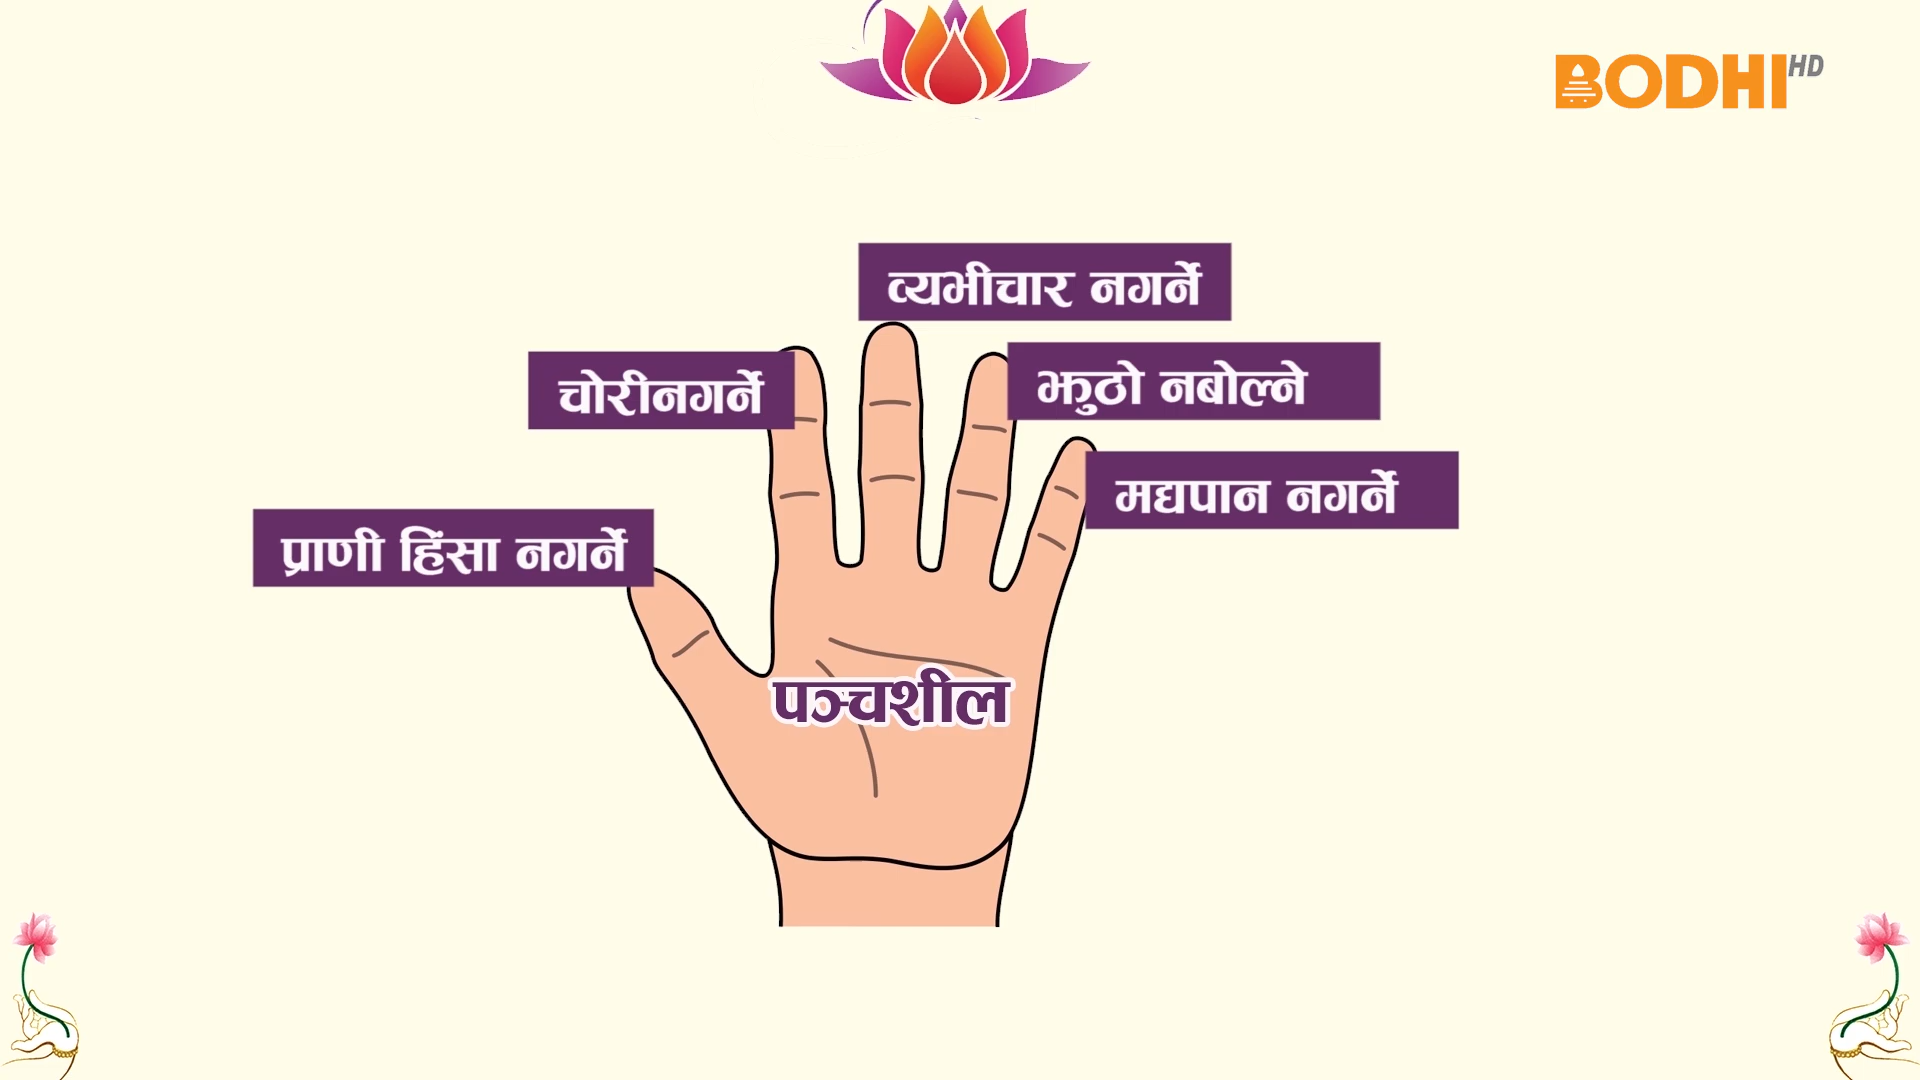 BODHI HD
व्यभीचार नगर्ने
चोरीनगर्ने
झुठो नबोल्ने
मद्यपान नगर्ने
प्राणी हिंसा नगर्ने
पञ्चशील